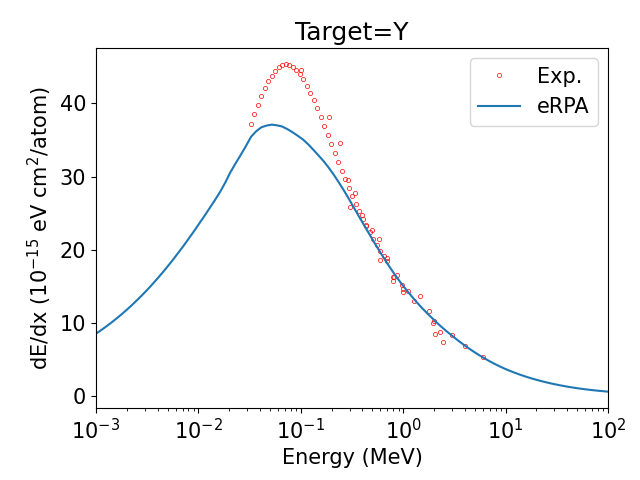 Target=Y
dE/dx (10⁻¹⁵ eV cm²/atom)
40
30
20
10
0
Exp.
eRPA
10⁻³ 10⁻² 10⁻¹ 10⁰ 10¹ 10²
Energy (MeV)